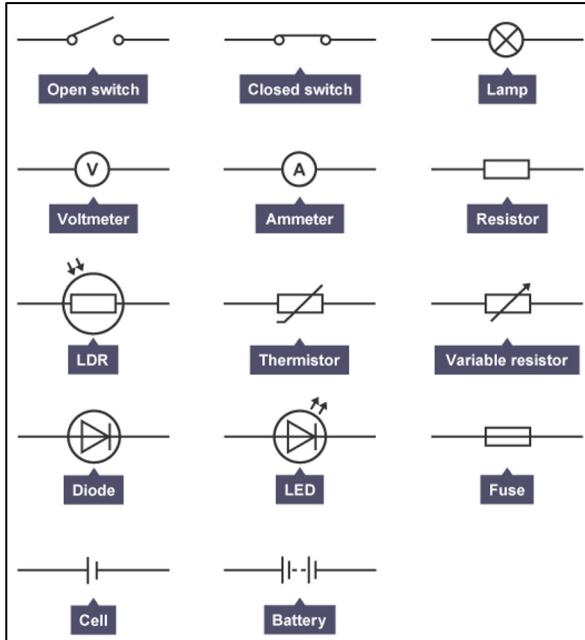 Open switch
Closed switch
Lamp
V
A
Voltmeter
Ammeter
Resistor
LDR
Thermistor
Variable resistor
Diode
LED
Fuse
Cell
Battery